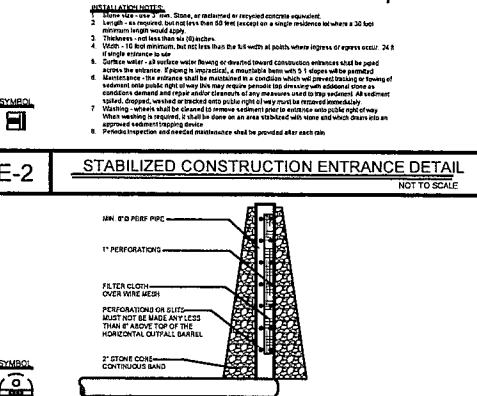 INSTALLATION NOTES:
1 Stone size - use 3" min. Stone, or reclaimed or recycled concrete equivalent.
2. Length - as required, but not less than 50 feet (except on a single residence lot where a 30 foot
minimum length would apply.
3. Thickness - not less than six (6) inches.
4. Width - 10 foot minimum, but not less than the full width at points where ingress or egress occur. 24 ft
if single entrance to site
5. Surface water - all surface water flowing or diverted toward construction entrances shall be piped
across the entrance. If piping is impractical, a mountable berm with 5:1 slopes will be permitted
6. Maintenance - the entrance shall be maintained in a condition which will prevent tracking or flowing of
sediment onto public right of way this may require periodic top dressing with additional stone as
conditions demand and repair and/or cleanouts of any measures used to trap sediment. All sediment
spilled, dropped, washed or tracked onto public right of way must be removed immediately.
7 Washing - wheels shall be cleaned to remove sediment prior to entrance onto public right of way
When washing is required, it shall be done on an area stabilized with stone and which drains into an
approved sediment trapping device
8. Periodic inspection and needed maintenance shall be provided after each rain
SYMBOL
E-2
STABILIZED CONSTRUCTION ENTRANCE DETAIL
NOT TO SCALE
MIN. 6"Ø PERF PIPE
1" PERFORATIONS
FILTER CLOTH
OVER WIRE MESH
PERFORATIONS OR SLITS
MUST NOT BE MADE ANY LESS
THAN 6" ABOVE TOP OF THE
HORIZONTAL OUTFALL BARREL
2" STONE CONE
CONTINUOUS BAND
SYMBOL